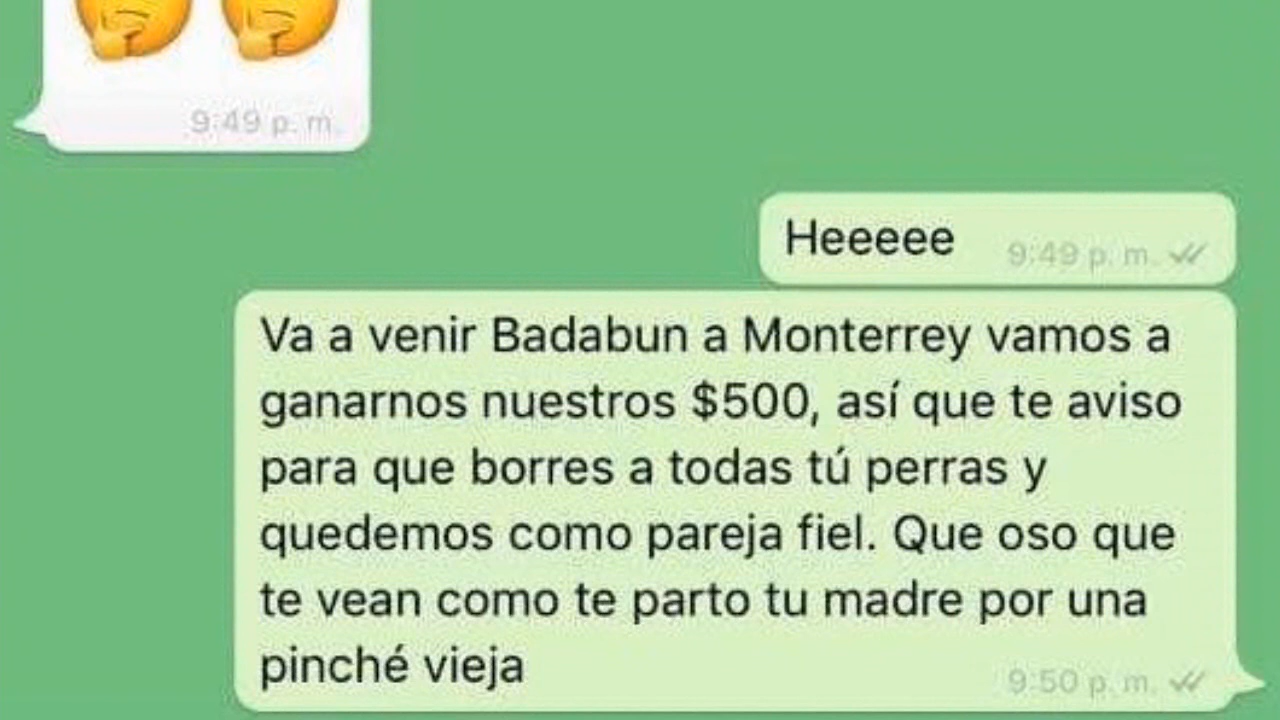 9:49 p. m.
Heeeee
9:49 p. m.
Va a venir Badabun a Monterrey vamos a
ganarnos nuestros $500, así que te aviso
para que borres a todas tú perras y
quedemos como pareja fiel. Que oso que
te vean como te parto tu madre por una
pinché vieja
9:50 p. m.